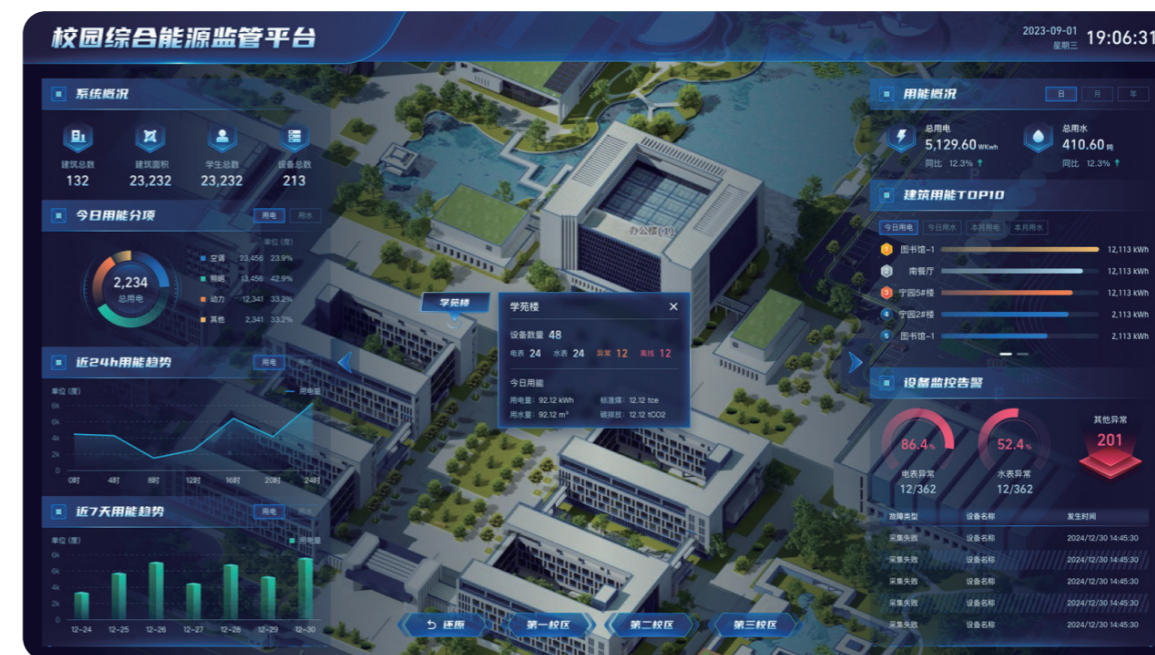 校园综合能源监管平台
2023-09-01
星期三
19:06:31
系统概况
建筑总数 建筑面积 学生总数 设备总数
132 23,232 23,232 213
今日用能分项 用电 用水
单位 (度)
2,234
总用电
空调 23,456 23.9%
照明 13,456 42.9%
动力 12,341 33.2%
其他 2,341 33.2%
近24h用能趋势 用电 用水
单位 (度) 用电量
6k
6k
4k
2k
0
0时 4时 8时 12时 16时 20时 24时
近7天用能趋势 用电 用水
单位 (度) 用电量
6k
6k
4k
2k
0
12-24 12-25 12-26 12-27 12-28 12-29 12-30
办公楼(-1)
学苑楼
学苑楼 ×
设备数量 48
电表 24 水表 24 异常 12 离线 12
今日用能
用电量: 92.12 kWh 标准煤: 12.12 tce
用水量: 92.12 m³ 碳排放: 12.12 tCO2
还原 第一校区 第二校区 第三校区
用能概况 日 月 年
总用电 总用水
5,129.60 WKwh 410.60 吨
同比 12.3% ↑ 同比 12.3% ↑
建筑用能TOP10
今日用电 今日用水 本月用电 本月用水
1 图书馆-1 12,113 kWh
2 南餐厅 12,113 kWh
3 宁园5#楼 12,113 kWh
4 宁园2#楼 2,113 kWh
5 图书馆-1 2,113 kWh
设备监控告警
86.4% 52.4%
其他异常
201
电表异常 水表异常
12/362 12/362
故障类型 设备名称 发生时间
采集失败 设备名称 2024/12/30 14:45:30
采集失败 设备名称 2024/12/30 14:45:30
采集失败 设备名称 2024/12/30 14:45:30
采集失败 设备名称 2024/12/30 14:45:30
采集失败 设备名称 2024/12/30 14:45:30